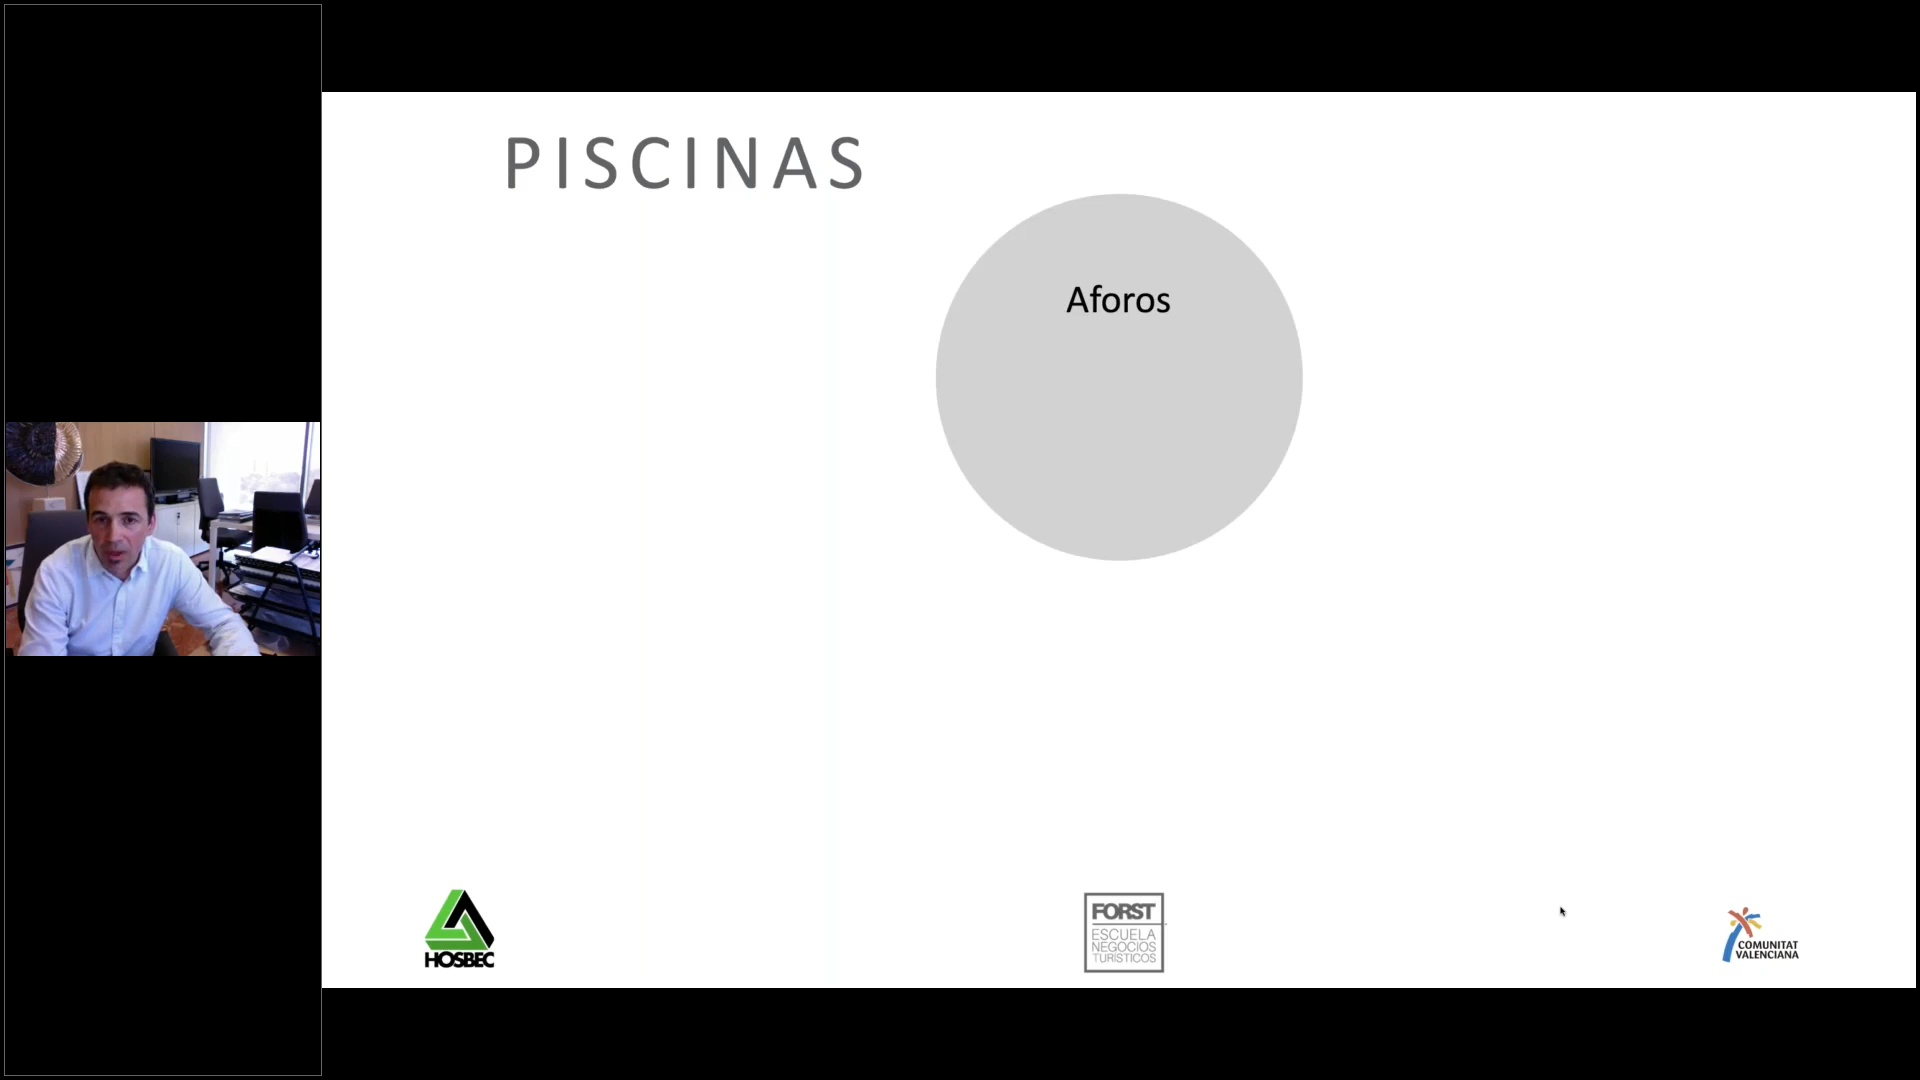 PISCINAS
Aforos
HOSBEC
FORST
ESCUELA
NEGOCIOS
TURÍSTICOS
COMUNITAT
VALENCIANA